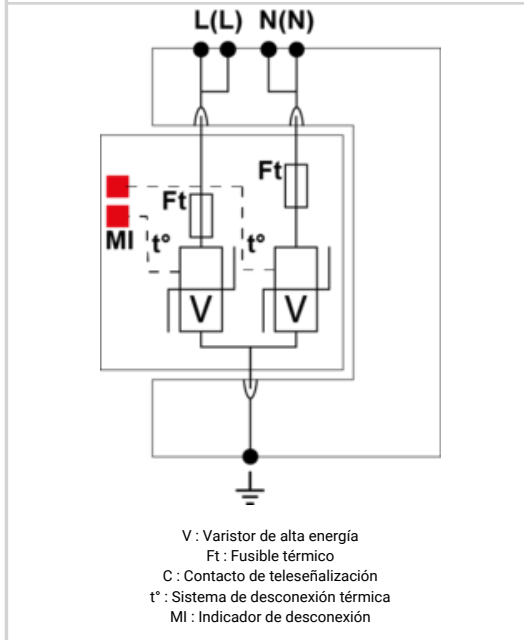 L(L) N(N)
Ft
Ft
MI
t°
t°
V
V
V : Varistor de alta energía
Ft : Fusible térmico
C : Contacto de teleseñalización
t° : Sistema de desconexión térmica
MI : Indicador de desconexión